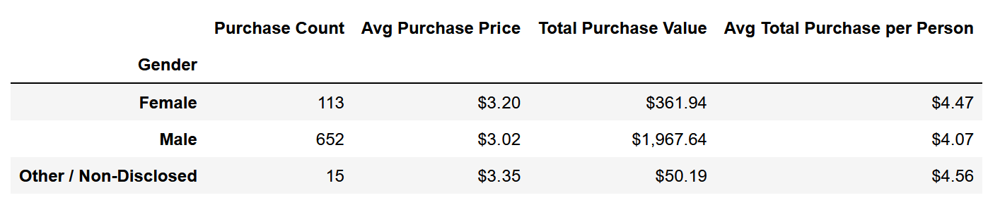 Purchase Count Avg Purchase Price Total Purchase Value Avg Total Purchase per Person
Gender
Female 113 $3.20 $361.94 $4.47
Male 652 $3.02 $1,967.64 $4.07
Other / Non-Disclosed 15 $3.35 $50.19 $4.56